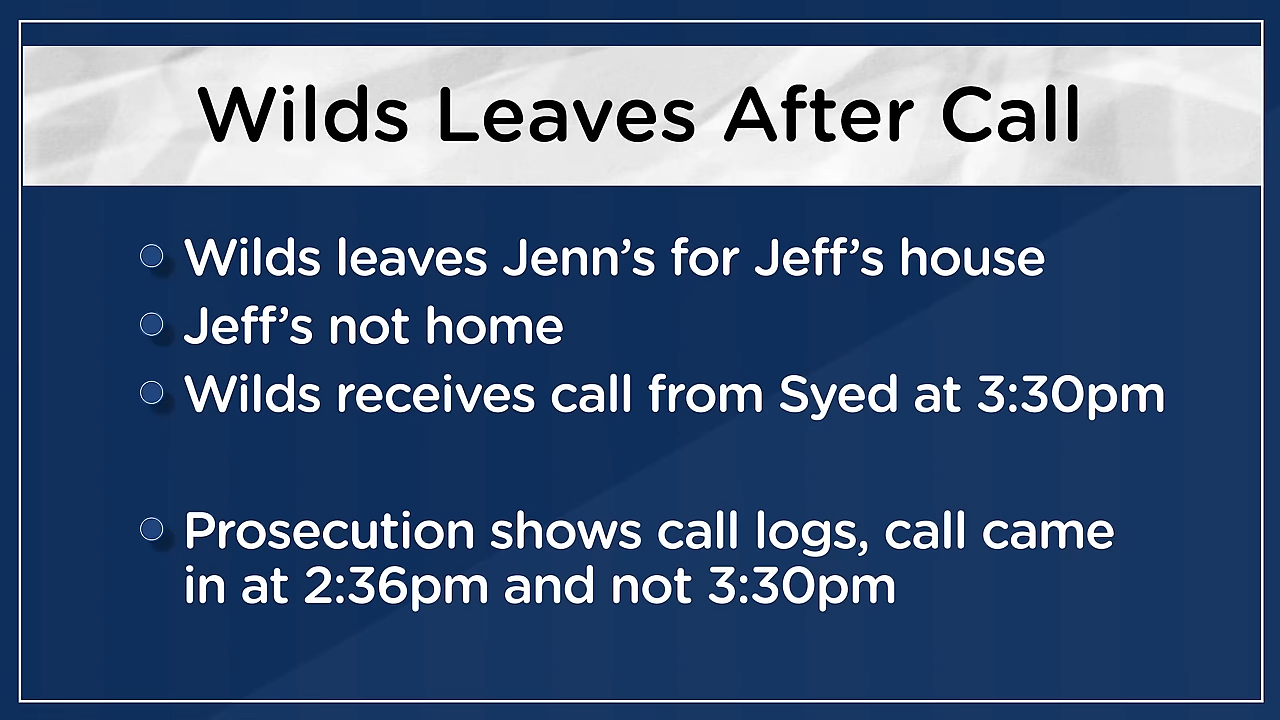 Wilds Leaves After Call
Wilds leaves Jenn’s for Jeff’s house
Jeff’s not home
Wilds receives call from Syed at 3:30pm
Prosecution shows call logs, call came
in at 2:36pm and not 3:30pm